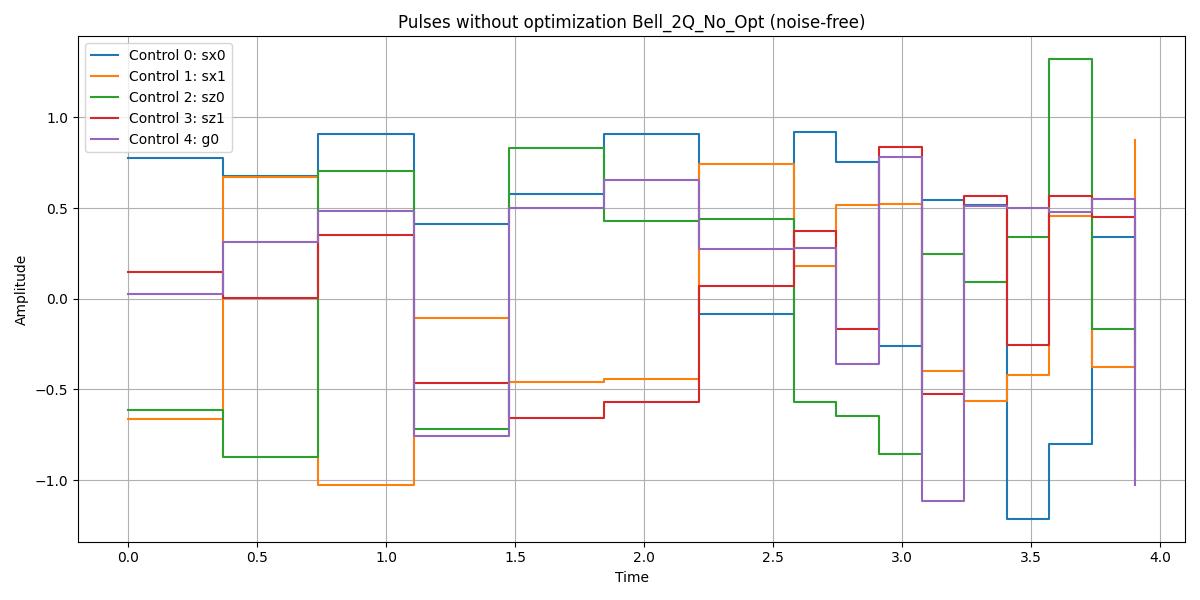 Pulses without optimization Bell_2Q_No_Opt (noise-free)
Control 0: sx0
Control 1: sx1
Control 2: sz0
Control 3: sz1
Control 4: g0
Amplitude
1.0
0.5
0.0
−0.5
−1.0
0.0 0.5 1.0 1.5 2.0 2.5 3.0 3.5 4.0
Time